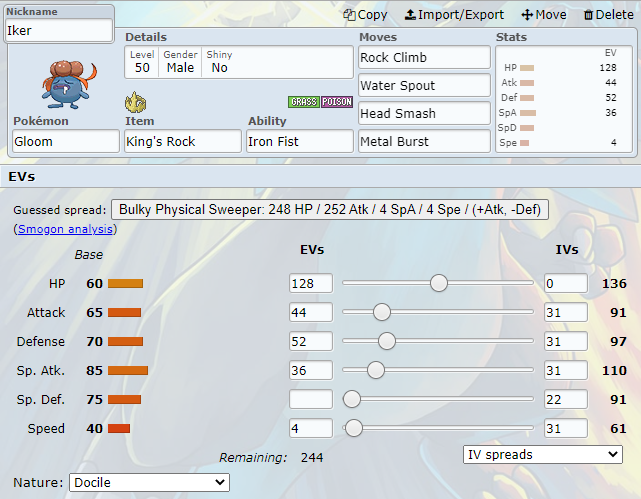 Nickname
Iker
Copy Import/Export Move Delete
Details
Level Gender Shiny
50 Male No
Moves
Rock Climb
Water Spout
Head Smash
Metal Burst
Stats
EV
HP 128
Atk 44
Def 52
SpA 36
SpD
Spe 4
GRASS POISON
Pokémon Item Ability
Gloom King's Rock Iron Fist
EVs
Guessed spread: Bulky Physical Sweeper: 248 HP / 252 Atk / 4 SpA / 4 Spe / (+Atk, -Def)
(Smogon analysis)
Base EVs IVs
HP 60 128 0 136
Attack 65 44 31 91
Defense 70 52 31 97
Sp. Atk. 85 36 31 110
Sp. Def. 75 22 91
Speed 40 4 31 61
Remaining: 244 IV spreads
Nature: Docile